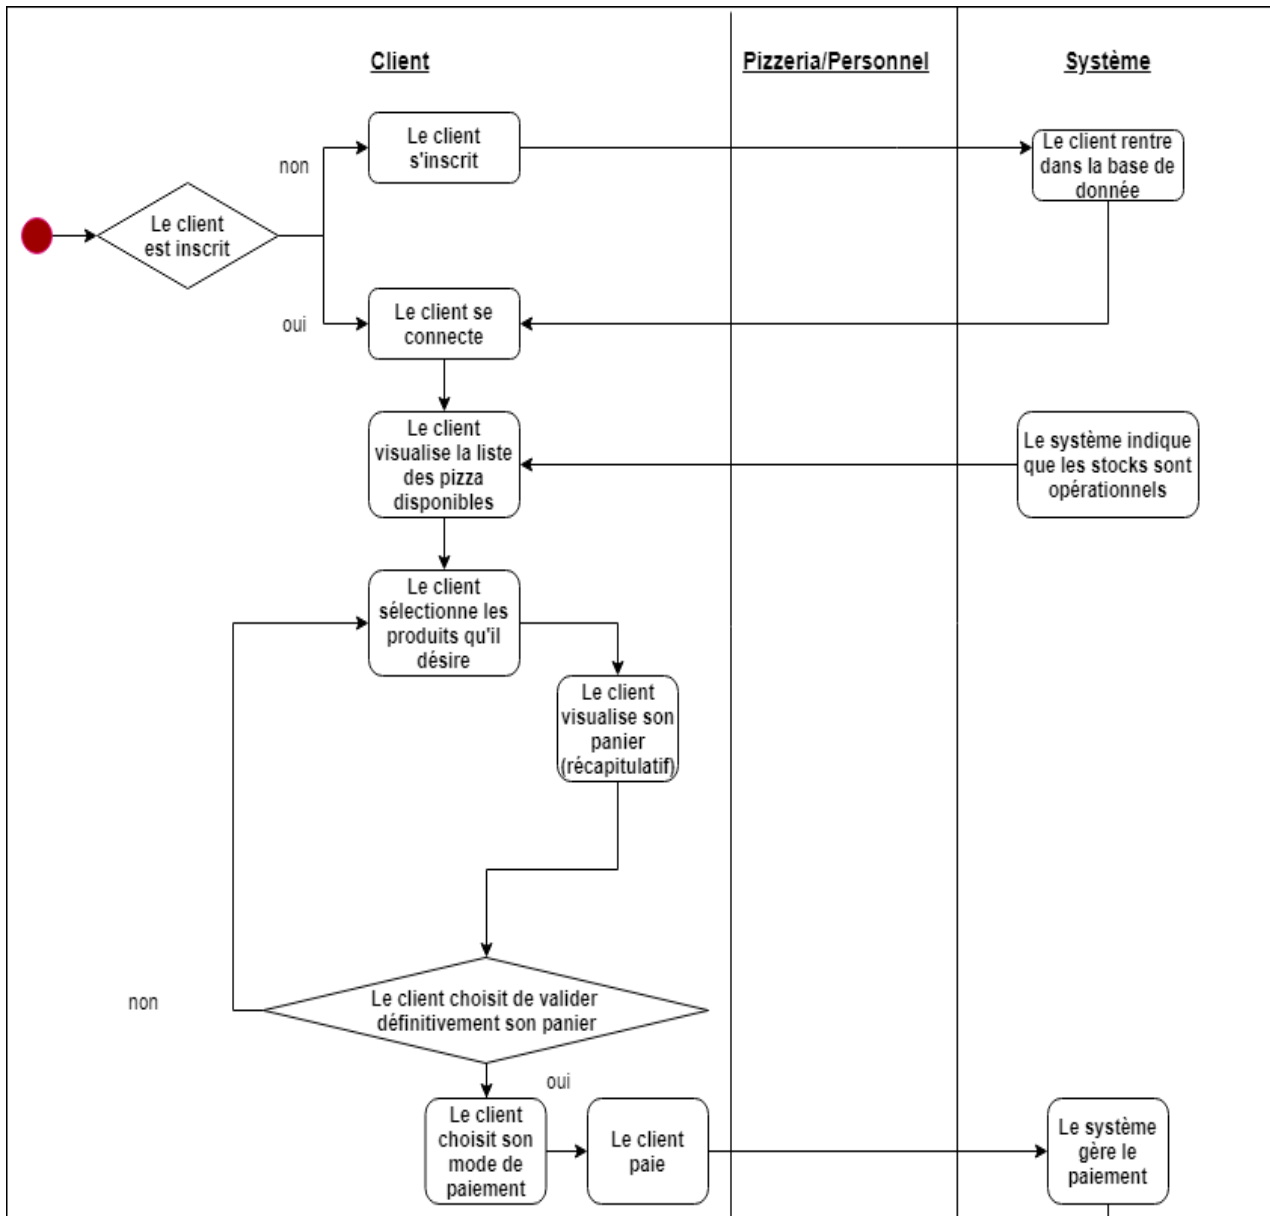 Client
Pizzeria/Personnel
Système
Le client
s'inscrit
Le client rentre
dans la base de
donnée
non
Le client
est inscrit
oui
Le client se
connecte
Le client
visualise la liste
des pizza
disponibles
Le système indique
que les stocks sont
opérationnels
Le client
sélectionne les
produits qu'il
désire
Le client
visualise son
panier
(récapitulatif)
non
Le client choisit de valider
définitivement son panier
oui
Le client
choisit son
mode de
paiement
Le client
paie
Le système
gère le
paiement